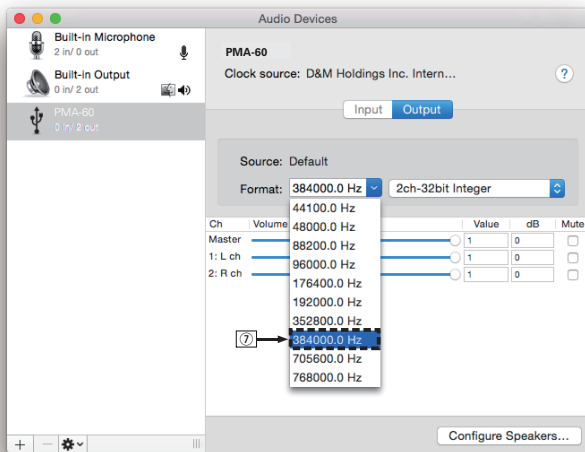 Audio Devices
Built-in Microphone
2 in/ 0 out
Built-in Output
0 in/ 2 out
PMA-60
0 in/ 2 out
PMA-60
Clock source: D&M Holdings Inc. Intern...
?
Input Output
Source: Default
Format: 384000.0 Hz 2ch-32bit Integer
44100.0 Hz
48000.0 Hz
88200.0 Hz
96000.0 Hz
176400.0 Hz
192000.0 Hz
352800.0 Hz
⑦ 384000.0 Hz
705600.0 Hz
768000.0 Hz
Ch Volume Value dB Mute
Master 1 0
1: L ch 1 0
2: R ch 1 0
Configure Speakers...